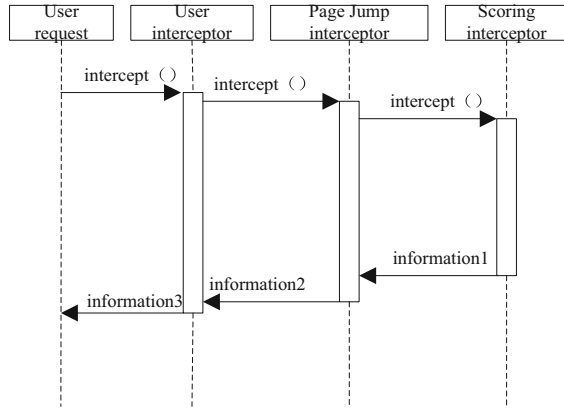 User
request
User
interceptor
Page Jump
interceptor
Scoring
interceptor
intercept（）
intercept（）
intercept（）
information1
information2
information3